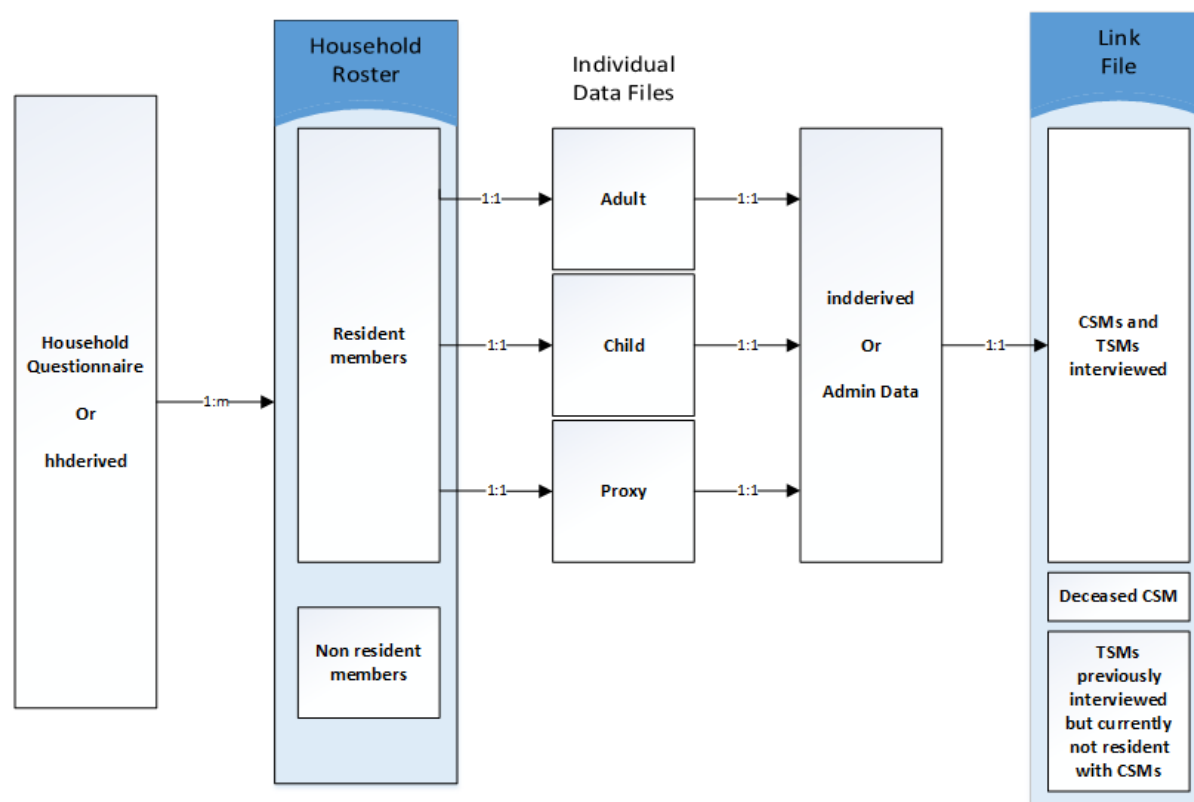 Household
Questionnaire
Or
hhderived
1:m
Household
Roster
Resident
members
Non resident
members
1:1
1:1
1:1
Individual
Data Files
Adult
Child
Proxy
1:1
1:1
1:1
indderived
Or
Admin Data
1:1
Link
File
CSMs and
TSMs
interviewed
Deceased CSM
TSMs
previously
interviewed
but currently
not resident
with CSMs